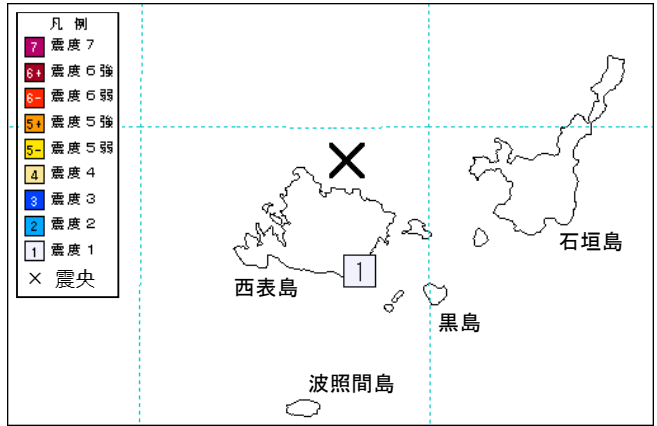 凡例
7 震度7
6+ 震度6強
6- 震度6弱
5+ 震度5強
5- 震度5弱
4 震度4
3 震度3
2 震度2
1 震度1
× 震央
石垣島
1
西表島
黒島
波照間島